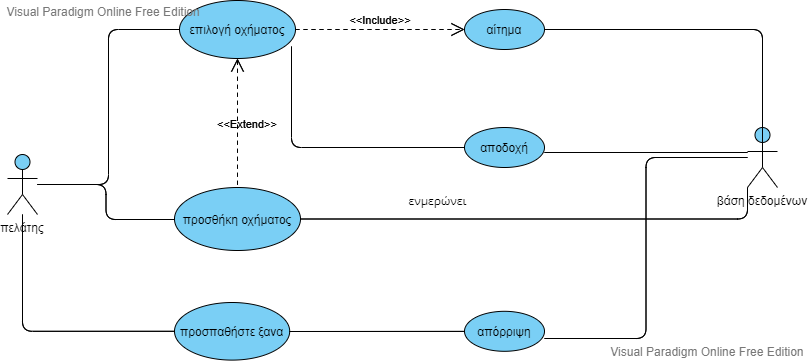 Visual Paradigm Online Free Edition
επιλογή οχήματος
<<Include>>
αίτημα
<<Extend>>
αποδοχή
πελάτης
προσθήκη οχήματος
ενμερώνει
βάση δεδομένων
προσπαθήστε ξανα
απόρριψη
Visual Paradigm Online Free Edition